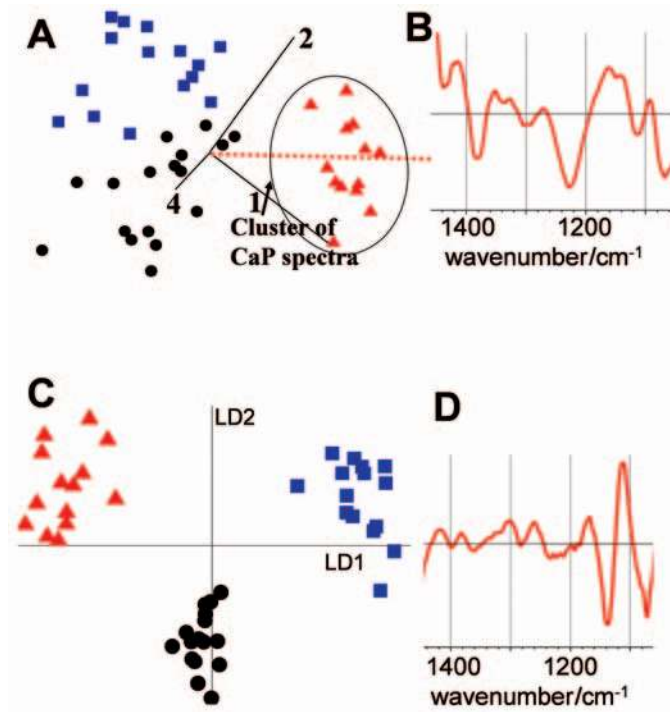 A
2
B
1
4
Cluster of
CaP spectra
1400 1200
wavenumber/cm-1
C
LD2
D
LD1
1400 1200
wavenumber/cm-1